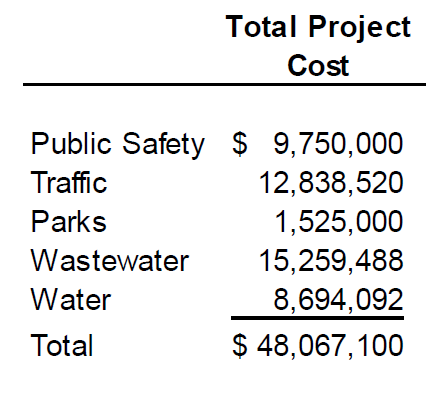 Total Project
Cost
Public Safety $ 9,750,000
Traffic 12,838,520
Parks 1,525,000
Wastewater 15,259,488
Water 8,694,092
Total $ 48,067,100